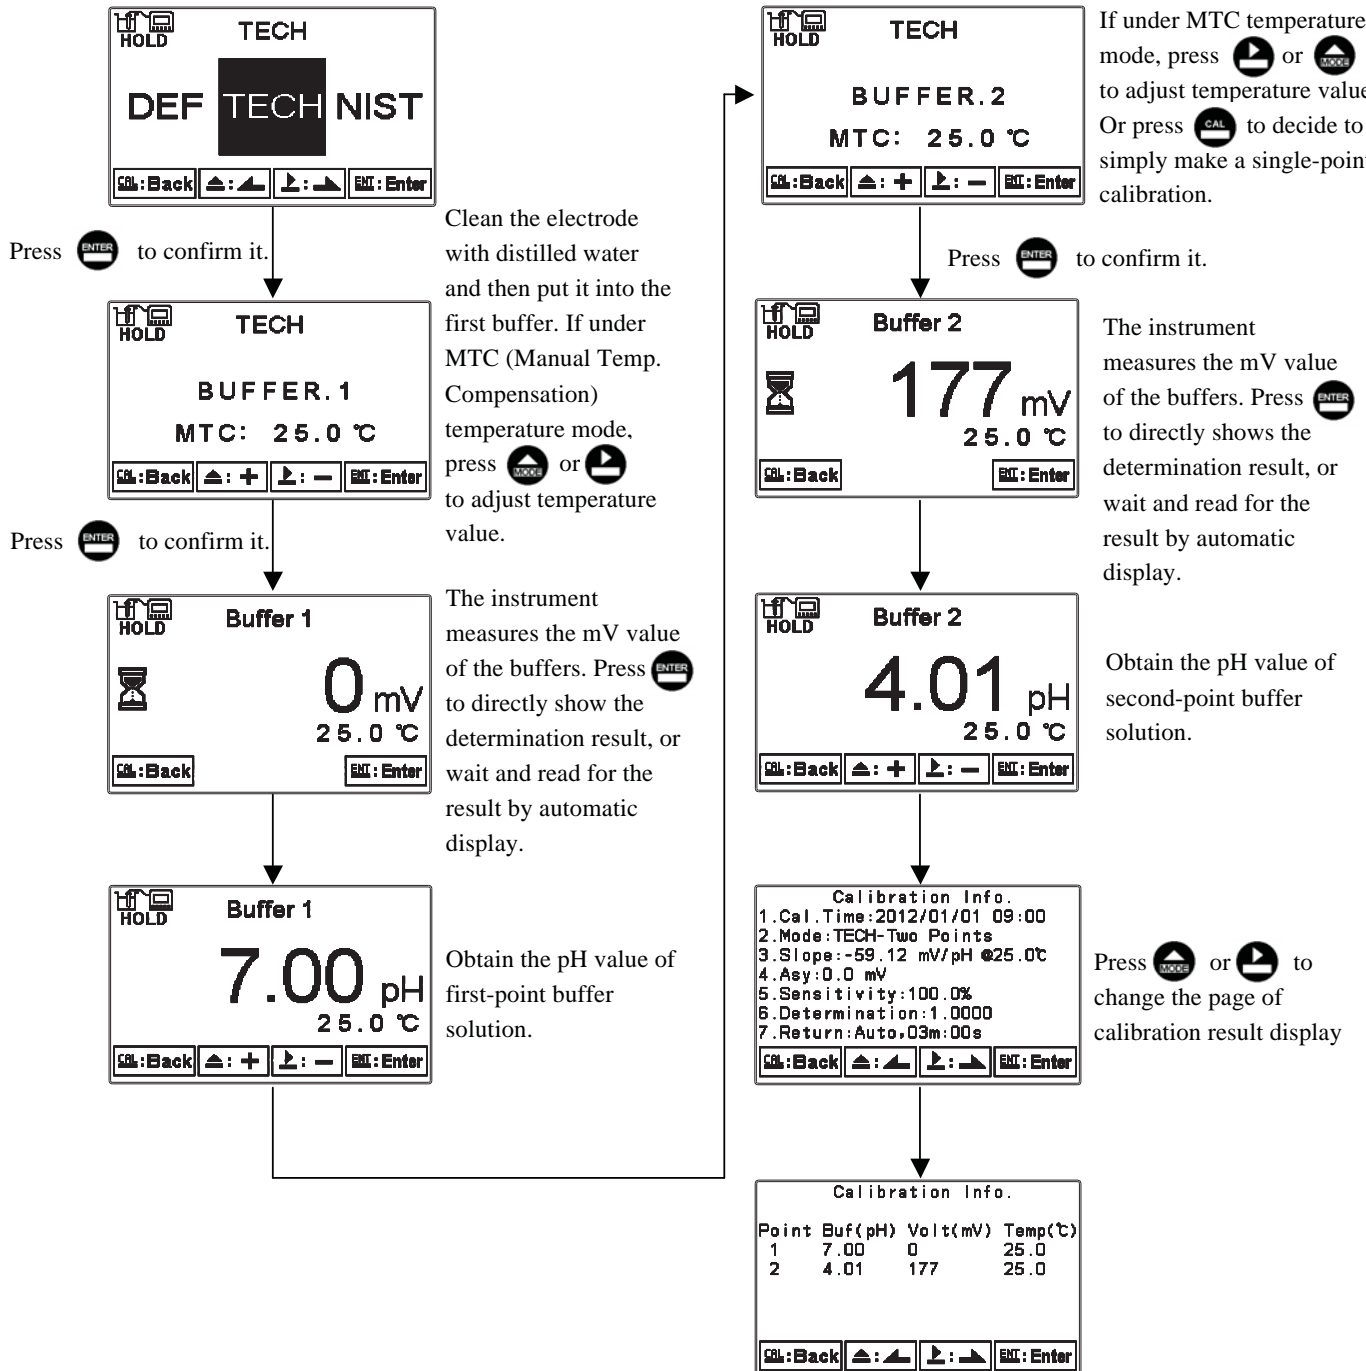 HOLD
TECH
DEF TECH NIST
CAL:Back : : ENT:Enter
Press ENTER to confirm it.
Clean the electrode
with distilled water
and then put it into the
first buffer. If under
MTC (Manual Temp.
Compensation)
temperature mode,
press MODE or
to adjust temperature
value.
HOLD
TECH
BUFFER.1
MTC: 25.0 ℃
CAL:Back : + : − ENT:Enter
Press ENTER to confirm it.
HOLD
Buffer 1
0 mV
25.0 ℃
CAL:Back ENT:Enter
The instrument
measures the mV value
of the buffers. Press ENTER
to directly show the
determination result, or
wait and read for the
result by automatic
display.
HOLD
Buffer 1
7.00 pH
25.0 ℃
CAL:Back : + : − ENT:Enter
Obtain the pH value of
first-point buffer
solution.
HOLD
TECH
BUFFER.2
MTC: 25.0 ℃
CAL:Back : + : − ENT:Enter
If under MTC temperature
mode, press or MODE
to adjust temperature value
Or press CAL to decide to
simply make a single-point
calibration.
Press ENTER to confirm it.
HOLD
Buffer 2
177 mV
25.0 ℃
CAL:Back ENT:Enter
The instrument
measures the mV value
of the buffers. Press ENTER
to directly shows the
determination result, or
wait and read for the
result by automatic
display.
HOLD
Buffer 2
4.01 pH
25.0 ℃
CAL:Back : + : − ENT:Enter
Obtain the pH value of
second-point buffer
solution.
Calibration Info.
1.Cal.Time:2012/01/01 09:00
2.Mode:TECH-Two Points
3.Slope:-59.12 mV/pH @25.0℃
4.Asy:0.0 mV
5.Sensitivity:100.0%
6.Determination:1.0000
7.Return:Auto,03m:00s
CAL:Back : : ENT:Enter
Press MODE or to
change the page of
calibration result display
Calibration Info.
Point Buf(pH) Volt(mV) Temp(℃)
1 7.00 0 25.0
2 4.01 177 25.0
CAL:Back : : ENT:Enter